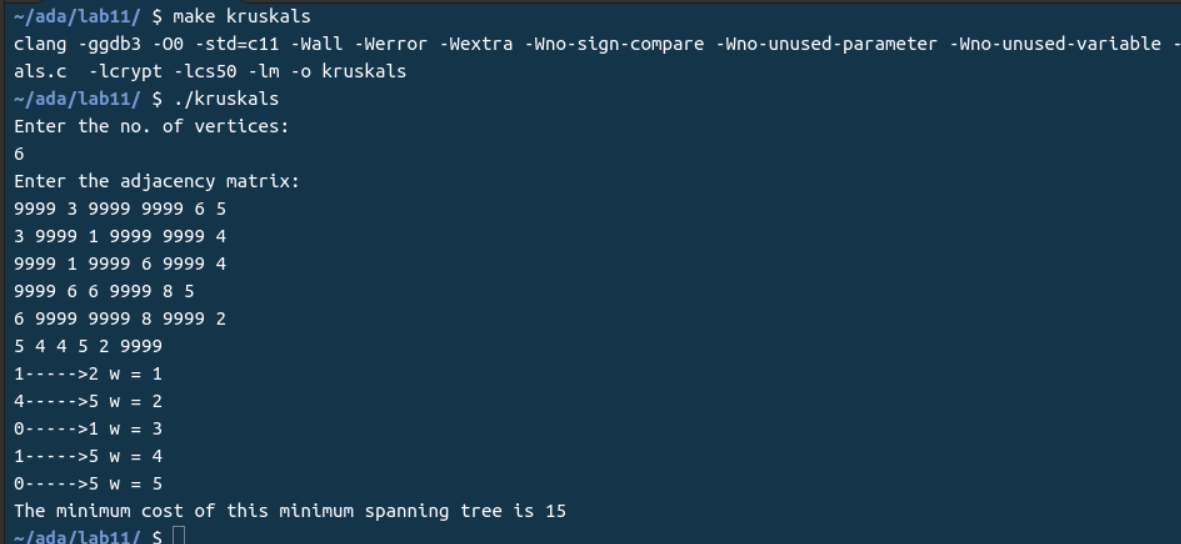 ~/ada/lab11/ $ make kruskals
clang -ggdb3 -O0 -std=c11 -Wall -Werror -Wextra -Wno-sign-compare -Wno-unused-parameter -Wno-unused-variable -
als.c  -lcrypt -lcs50 -lm -o kruskals
~/ada/lab11/ $ ./kruskals
Enter the no. of vertices:
6
Enter the adjacency matrix:
9999 3 9999 9999 6 5
3 9999 1 9999 9999 4
9999 1 9999 6 9999 4
9999 6 6 9999 8 5
6 9999 9999 8 9999 2
5 4 4 5 2 9999
1----->2 w = 1
4----->5 w = 2
0----->1 w = 3
1----->5 w = 4
0----->5 w = 5
The minimum cost of this minimum spanning tree is 15
~/ada/lab11/ $